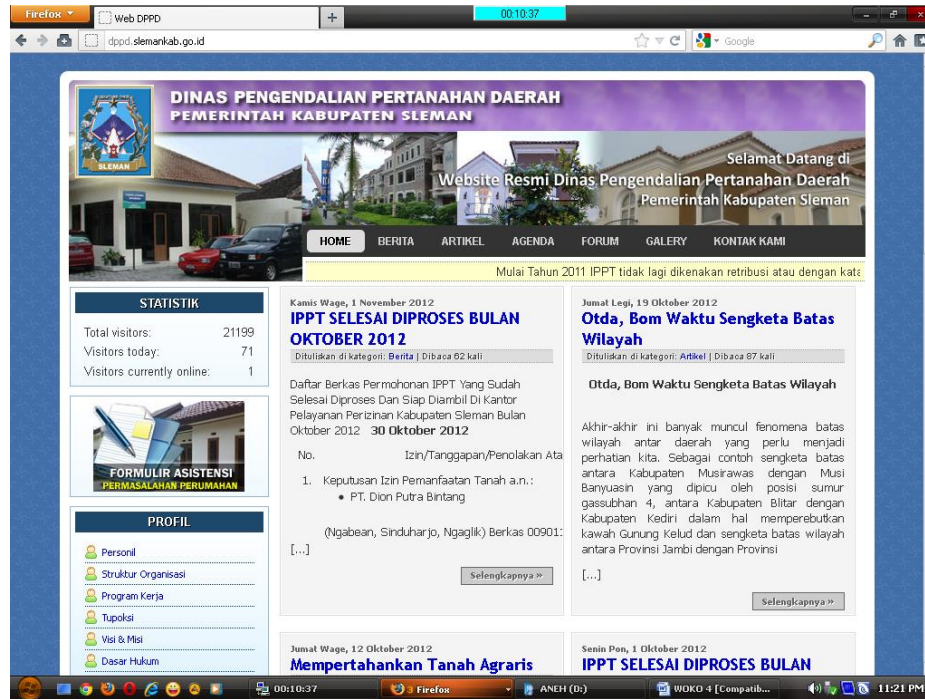 Firefox
Web DPPD
00:10:37
dppd.slemankab.go.id
Google
DINAS PENGENDALIAN PERTANAHAN DAERAH
PEMERINTAH KABUPATEN SLEMAN
SLEMAN
Selamat Datang di
Website Resmi Dinas Pengendalian Pertanahan Daerah
Pemerintah Kabupaten Sleman
HOME BERITA ARTIKEL AGENDA FORUM GALERY KONTAK KAMI
Mulai Tahun 2011 IPPT tidak lagi dikenakan retribusi atau dengan kata
STATISTIK
Total visitors: 21199
Visitors today: 71
Visitors currently online: 1
FORMULIR ASISTENSI
PERMASALAHAN PERUMAHAN
PROFIL
Personil
Struktur Organisasi
Program Kerja
Tupoksi
Visi & Misi
Dasar Hukum
Kamis Wage, 1 November 2012
IPPT SELESAI DIPROSES BULAN
OKTOBER 2012
Dituliskan di kategori: Berita | Dibaca 62 kali
Daftar Berkas Permohonan IPPT Yang Sudah
Selesai Diproses Dan Siap Diambil Di Kantor
Pelayanan Perizinan Kabupaten Sleman Bulan
Oktober 2012 30 Oktober 2012
No. Izin/Tanggapan/Penolakan Ata
1. Keputusan Izin Pemanfaatan Tanah a.n.:
• PT. Dion Putra Bintang
(Ngabean, Sinduharjo, Ngaglik) Berkas 00901:
[...]
Selengkapnya »
Jumat Legi, 19 Oktober 2012
Otda, Bom Waktu Sengketa Batas
Wilayah
Dituliskan di kategori: Artikel | Dibaca 87 kali
Otda, Bom Waktu Sengketa Batas Wilayah
Akhir-akhir ini banyak muncul fenomena batas
wilayah antar daerah yang perlu menjadi
perhatian kita. Sebagai contoh sengketa batas
antara Kabupaten Musirawas dengan Musi
Banyuasin yang dipicu oleh posisi sumur
gassubhan 4, antara Kabupaten Blitar dengan
Kabupaten Kediri dalam hal memperebutkan
kawah Gunung Kelud dan sengketa batas wilayah
antara Provinsi Jambi dengan Provinsi
[...]
Selengkapnya »
Jumat Wage, 12 Oktober 2012
Mempertahankan Tanah Agraris
Senin Pon, 1 Oktober 2012
IPPT SELESAI DIPROSES BULAN
00:10:37
3 Firefox
ANEH (D:)
WOKO 4 [Compatib...
11:21 PM